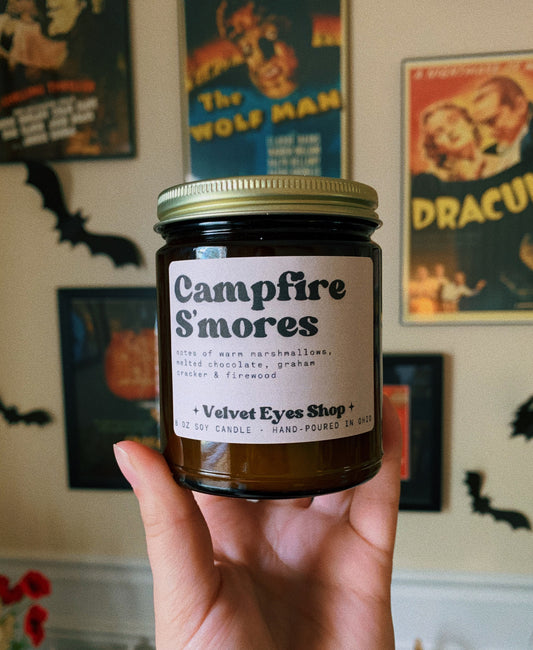 The
WOLF MAN
DRACU
Campfire
S'mores
notes of warm marshmallows,
melted chocolate, graham
cracker & firewood
Velvet Eyes Shop
8 OZ SOY CANDLE · HAND-POURED IN OHIO